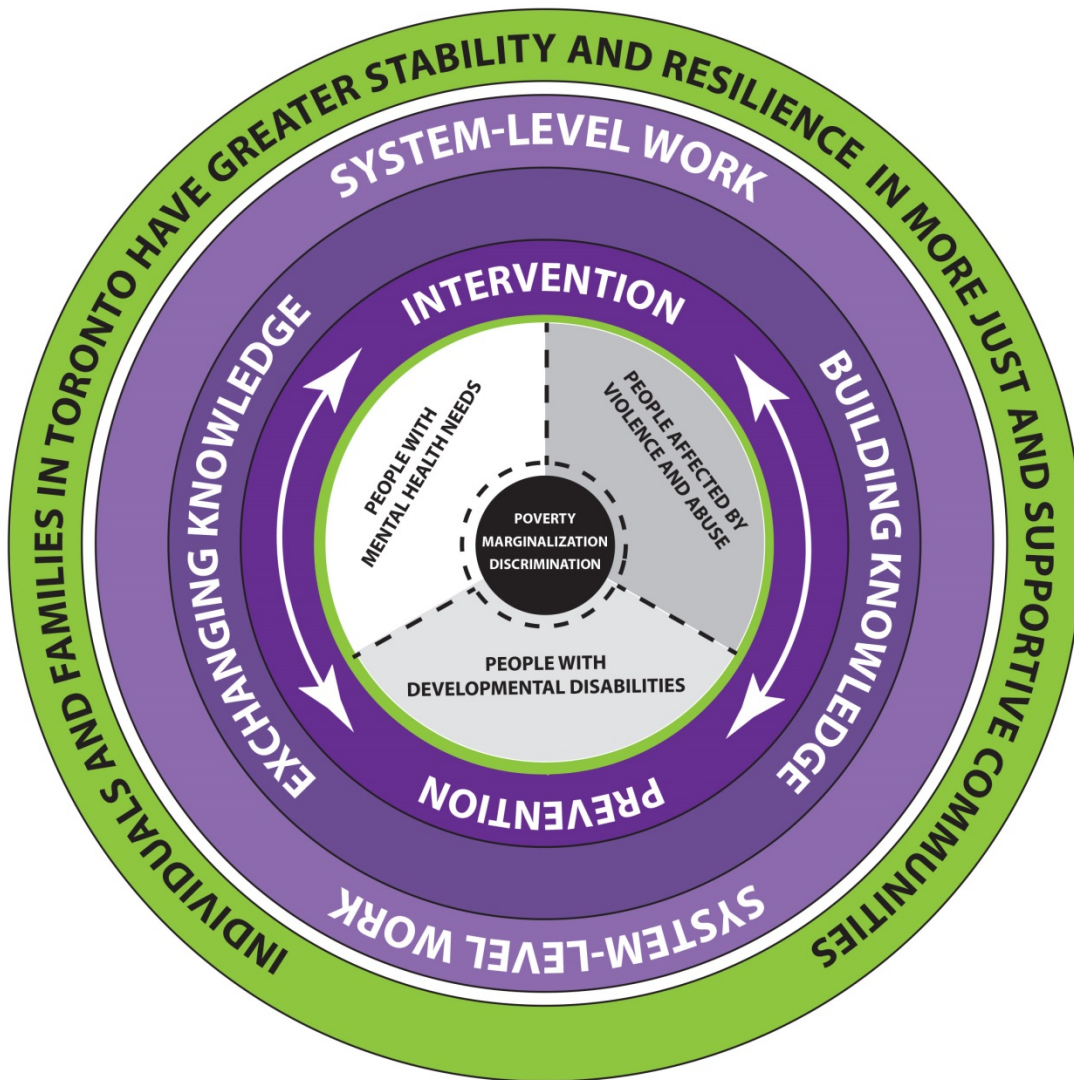 INDIVIDUALS AND FAMILIES IN TORONTO HAVE GREATER STABILITY AND RESILIENCE IN MORE JUST AND SUPPORTIVE COMMUNITIES
SYSTEM-LEVEL WORK
EXCHANGING KNOWLEDGE
BUILDING KNOWLEDGE
INTERVENTION
PEOPLE WITH
MENTAL HEALTH NEEDS
PEOPLE AFFECTED BY
VIOLENCE AND ABUSE
POVERTY
MARGINALIZATION
DISCRIMINATION
PEOPLE WITH
DEVELOPMENTAL DISABILITIES
PREVENTION
SYSTEM-LEVEL WORK